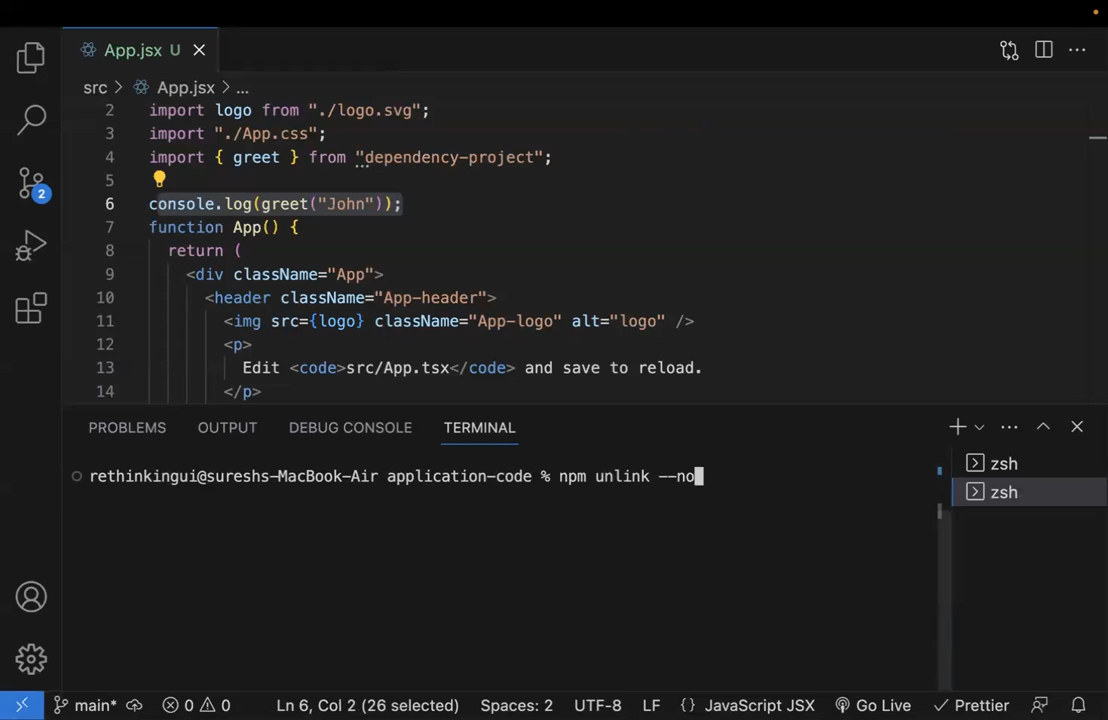 App.jsx U
src > App.jsx > ...
2 import logo from "./logo.svg";
3 import "./App.css";
4 import { greet } from "dependency-project";
5
6 console.log(greet("John"));
7 function App() {
8 return (
9 <div className="App">
10 <header className="App-header">
11 <img src={logo} className="App-logo" alt="logo" />
12 <p>
13 Edit <code>src/App.tsx</code> and save to reload.
14 </p>
2
PROBLEMS OUTPUT DEBUG CONSOLE TERMINAL
rethinkingui@sureshs-MacBook-Air application-code % npm unlink --no
zsh
zsh
main* 0 0 Ln 6, Col 2 (26 selected) Spaces: 2 UTF-8 LF {} JavaScript JSX Go Live Prettier